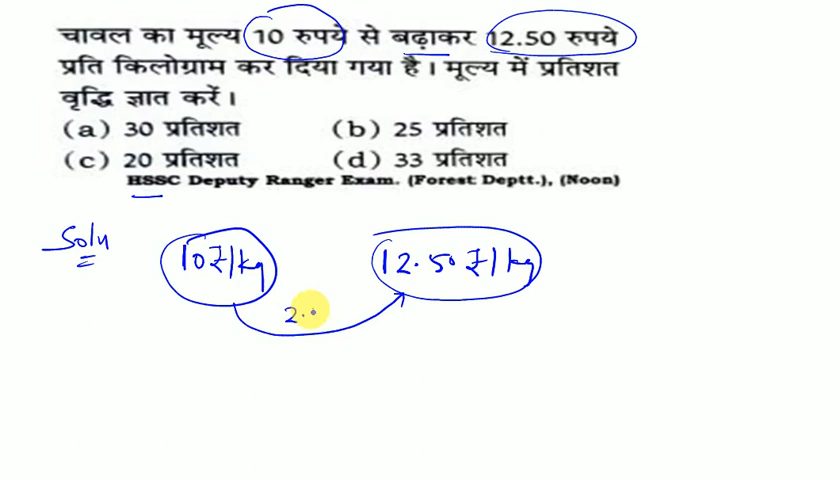 चावल का मूल्य 10 रुपये से बढ़ाकर 12.50 रुपये
प्रति किलोग्राम कर दिया गया है। मूल्य में प्रतिशत
वृद्धि ज्ञात करें।
(a) 30 प्रतिशत (b) 25 प्रतिशत
(c) 20 प्रतिशत (d) 33 प्रतिशत
HSSC Deputy Ranger Exam. (Forest Deptt.), (Noon)
Soln 10₹/kg 12.50₹/kg
2.